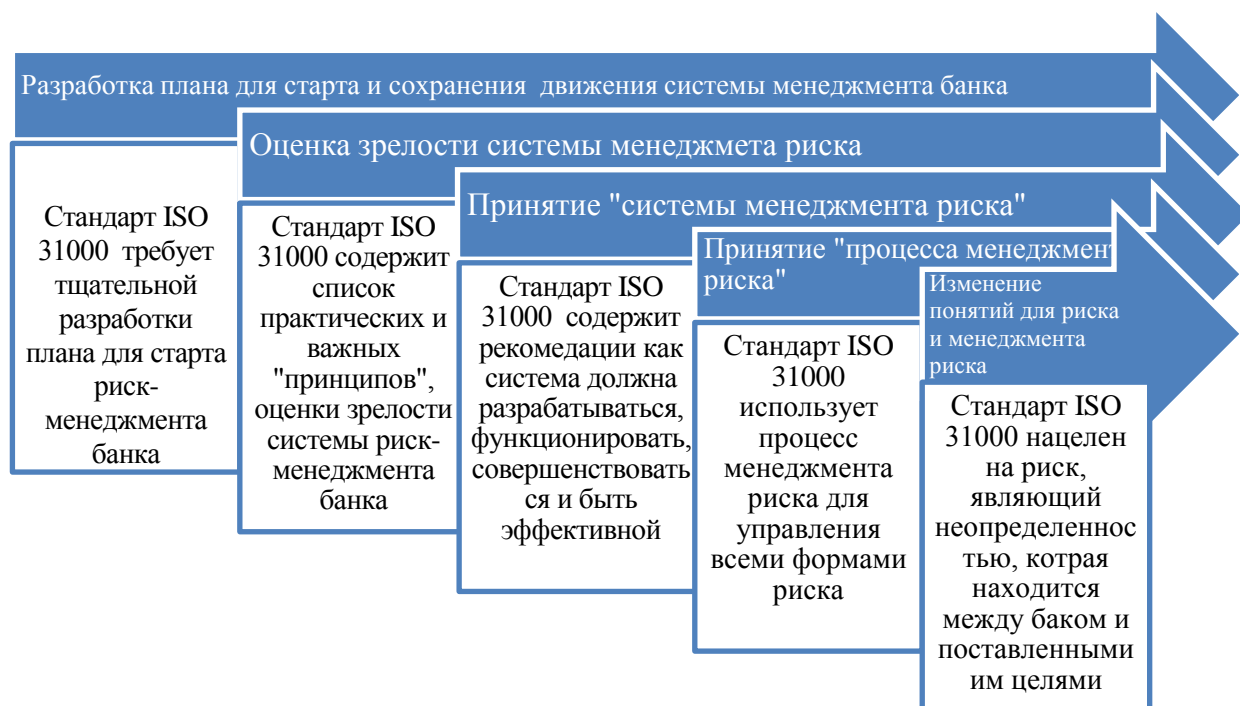 Разработка плана для старта и сохранения движения системы менеджмента банка
Стандарт ISO
31000 требует
тщательной
разработки
плана для старта
риск-
менеджмента
банка
Оценка зрелости системы менеджмета риска
Стандарт ISO
31000 содержит
список
практических и
важных
"принципов",
оценки зрелости
системы риск-
менеджмента
банка
Принятие "системы менеджмента риска"
Стандарт ISO
31000 содержит
рекомедации как
система должна
разрабатываться,
функционировать,
совершенствовать
ся и быть
эффективной
Принятие "процесса менеджмент
риска"
Стандарт ISO
31000
использует
процесс
менеджмента
риска для
управления
всеми формами
риска
Изменение
понятий для риска
и менеджмента
риска
Стандарт ISO
31000 нацелен
на риск,
являющий
неопределеннос
тью, котрая
находится
между баком и
поставленными
им целями